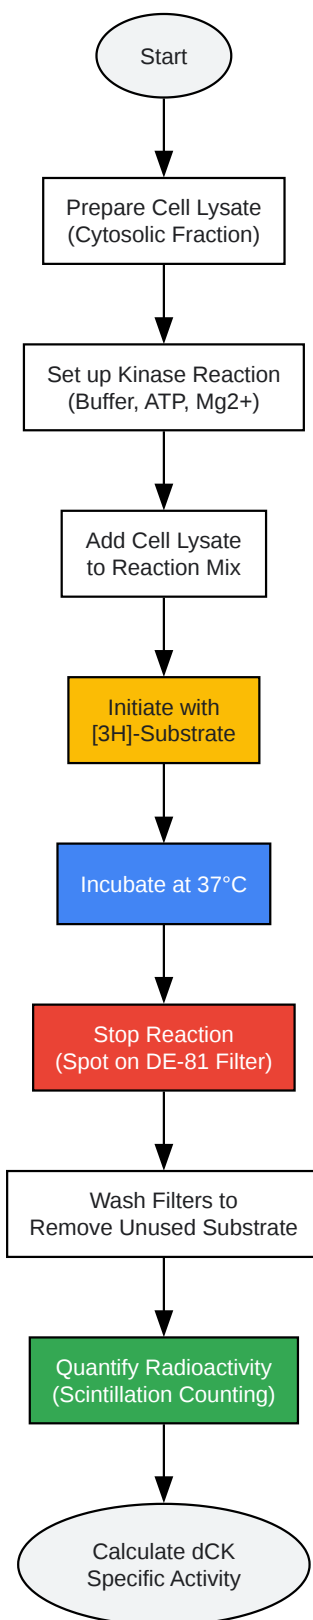 Start
Prepare Cell Lysate
(Cytosolic Fraction)
Set up Kinase Reaction
(Buffer, ATP, Mg2+)
Add Cell Lysate
to Reaction Mix
Initiate with
[3H]-Substrate
Incubate at 37°C
Stop Reaction
(Spot on DE-81 Filter)
Wash Filters to
Remove Unused Substrate
Quantify Radioactivity
(Scintillation Counting)
Calculate dCK
Specific Activity